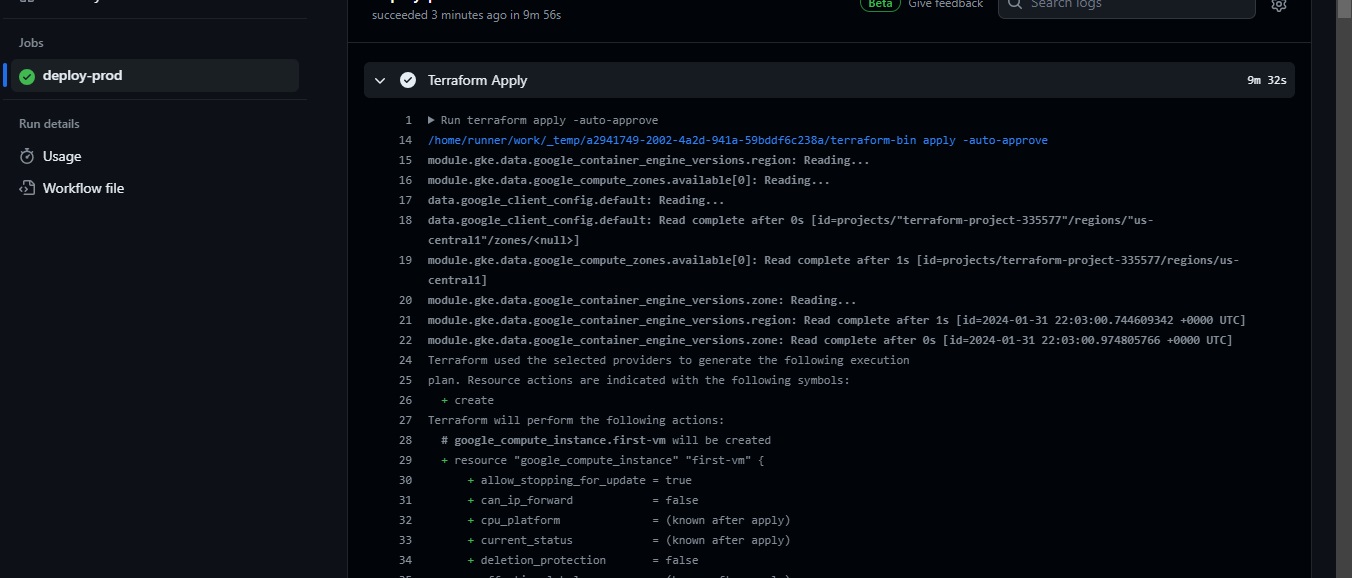 succeeded 3 minutes ago in 9m 56s
Beta
Give feedback
Search logs
Jobs
deploy-prod
Run details
Usage
Workflow file
Terraform Apply
9m 32s
1 Run terraform apply -auto-approve
14 /home/runner/work/_temp/a2941749-2002-4a2d-941a-59bddf6c238a/terraform-bin apply -auto-approve
15 module.gke.data.google_container_engine_versions.region: Reading...
16 module.gke.data.google_compute_zones.available[0]: Reading...
17 data.google_client_config.default: Reading...
18 data.google_client_config.default: Read complete after 0s [id=projects/"terraform-project-335577"/regions/"us-
central1"/zones/<null>]
19 module.gke.data.google_compute_zones.available[0]: Read complete after 1s [id=projects/terraform-project-335577/regions/us-
central1]
20 module.gke.data.google_container_engine_versions.zone: Reading...
21 module.gke.data.google_container_engine_versions.region: Read complete after 1s [id=2024-01-31 22:03:00.744609342 +0000 UTC]
22 module.gke.data.google_container_engine_versions.zone: Read complete after 0s [id=2024-01-31 22:03:00.974805766 +0000 UTC]
24 Terraform used the selected providers to generate the following execution
25 plan. Resource actions are indicated with the following symbols:
26 + create
27 Terraform will perform the following actions:
28 # google_compute_instance.first-vm will be created
29 + resource "google_compute_instance" "first-vm" {
30 + allow_stopping_for_update = true
31 + can_ip_forward = false
32 + cpu_platform = (known after apply)
33 + current_status = (known after apply)
34 + deletion_protection = false